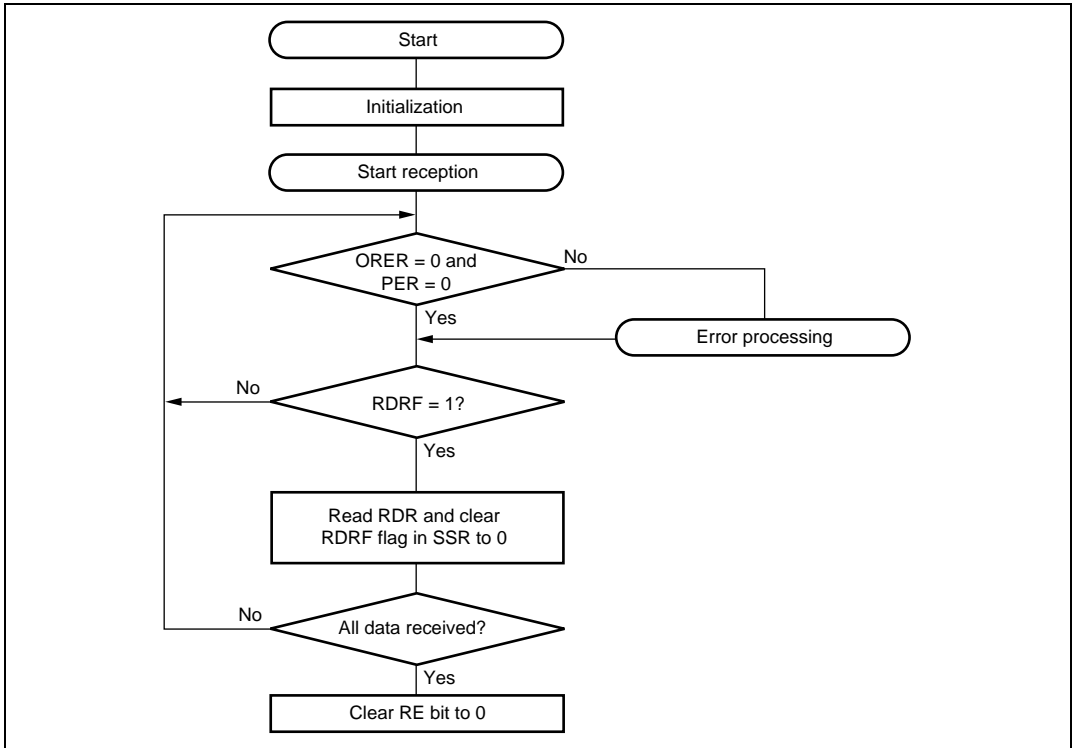 Start
Initialization
Start reception
ORER = 0 and
PER = 0
No
Yes
Error processing
No
RDRF = 1?
Yes
Read RDR and clear
RDRF flag in SSR to 0
No
All data received?
Yes
Clear RE bit to 0